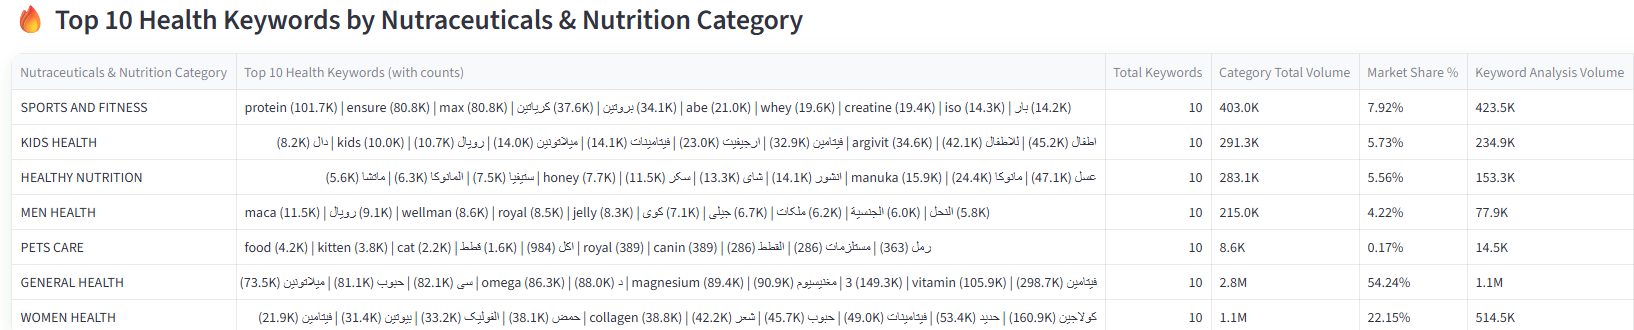 Top 10 Health Keywords by Nutraceuticals & Nutrition Category
Nutraceuticals & Nutrition Category Top 10 Health Keywords (with counts) Total Keywords Category Total Volume Market Share % Keyword Analysis Volume
SPORTS AND FITNESS protein (101.7K) | ensure (80.8K) | max (80.8K) | كرياتين (37.6K) | بروتين (34.1K) | abe (21.0K) | whey (19.6K) | creatine (19.4K) | iso (14.3K) | بار (14.2K) 10 403.0K 7.92% 423.5K
KIDS HEALTH اطفال (45.2K) | للاطفال (42.1K) | argivit (34.6K) | فيتامين (32.9K) | ارجيفيت (23.0K) | فيتامينات (14.1K) | ميلاتونين (14.0K) | رويال (10.7K) | kids (10.0K) | دال (8.2K) 10 291.3K 5.73% 234.9K
HEALTHY NUTRITION عسل (47.1K) | مانوكا (24.4K) | manuka (15.9K) | انشور (14.1K) | شاى (13.3K) | سكر (11.5K) | honey (7.7K) | ستيفيا (7.5K) | المانوكا (6.3K) | ماتشا (5.6K) 10 283.1K 5.56% 153.3K
MEN HEALTH maca (11.5K) | رويال (9.1K) | wellman (8.6K) | royal (8.5K) | jelly (8.3K) | كوى (7.1K) | جيلى (6.7K) | ملكات (6.2K) | الجنسية (6.0K) | النحل (5.8K) 10 215.0K 4.22% 77.9K
PETS CARE food (4.2K) | kitten (3.8K) | cat (2.2K) | قطط (1.6K) | اكل (984) | royal (389) | canin (389) | رمل (363) | مستلزمات (286) | القطط (286) 10 8.6K 0.17% 14.5K
GENERAL HEALTH فيتامين (298.7K) | 3 (149.3K) | vitamin (105.9K) | مغنيسيوم (90.9K) | magnesium (89.4K) | د (88.0K) | omega (86.3K) | سى (82.1K) | حبوب (81.1K) | ميلاتونين (73.5K) 10 2.8M 54.24% 1.1M
WOMEN HEALTH كولاجين (160.9K) | حديد (53.4K) | فيتامينات (49.0K) | حبوب (45.7K) | شعر (42.2K) | collagen (38.8K) | حمض (38.1K) | الفوليك (33.2K) | بيوتين (31.4K) | فيتامين (21.9K) 10 1.1M 22.15% 514.5K